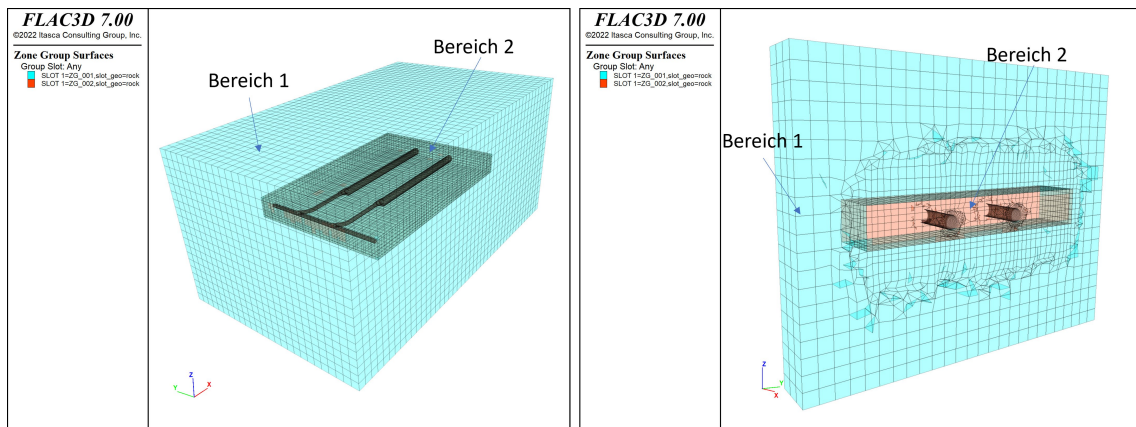 FLAC3D 7.00
©2022 Itasca Consulting Group, Inc.
Zone Group Surfaces
Group Slot: Any
SLOT 1=ZG_001,slot_geo=rock
SLOT 1=ZG_002,slot_geo=rock
Bereich 2
Bereich 1
Z
Y
X
FLAC3D 7.00
©2022 Itasca Consulting Group, Inc.
Zone Group Surfaces
Group Slot: Any
SLOT 1=ZG_001,slot_geo=rock
SLOT 1=ZG_002,slot_geo=rock
Bereich 2
Bereich 1
Z
Y
X